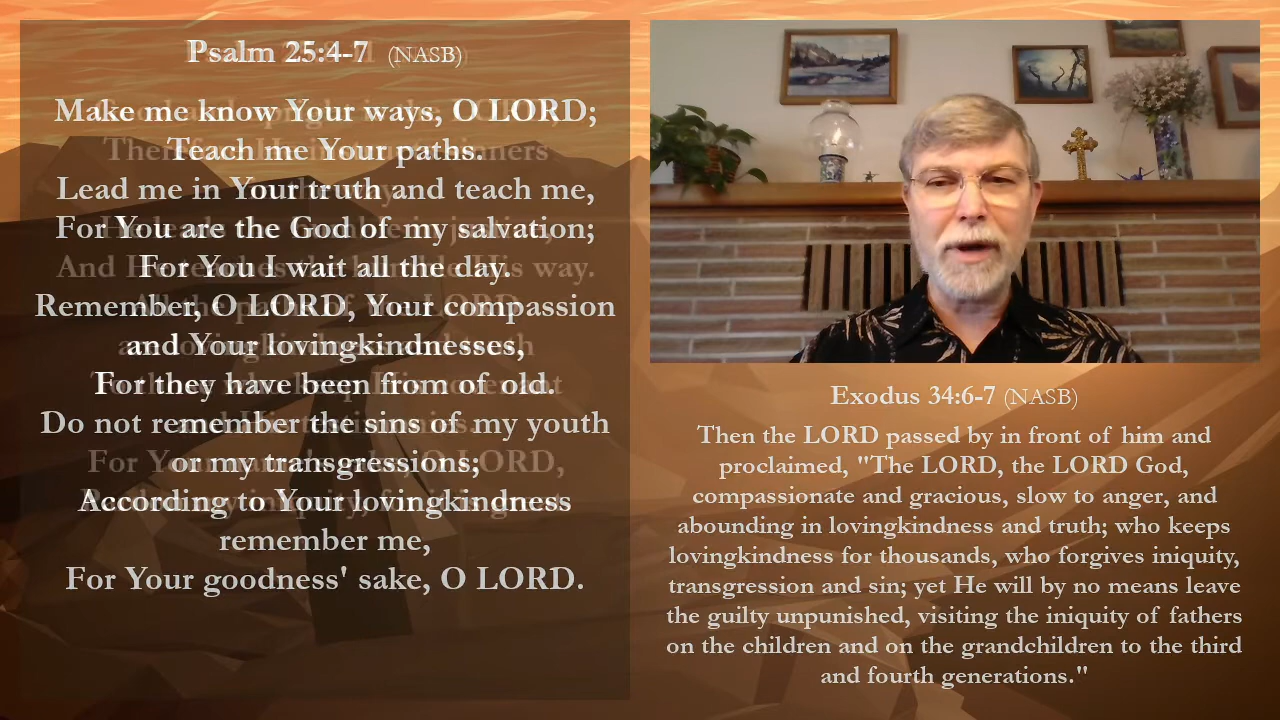 Psalm 25:4-7 (NASB)
Make me know Your ways, O LORD;
Teach me Your paths.
Lead me in Your truth and teach me,
For You are the God of my salvation;
For You I wait all the day.
Remember, O LORD, Your compassion
and Your lovingkindnesses,
For they have been from of old.
Do not remember the sins of my youth
or my transgressions;
According to Your lovingkindness
remember me,
For Your goodness' sake, O LORD.
Exodus 34:6-7 (NASB)
Then the LORD passed by in front of him and
proclaimed, "The LORD, the LORD God,
compassionate and gracious, slow to anger, and
abounding in lovingkindness and truth; who keeps
lovingkindness for thousands, who forgives iniquity,
transgression and sin; yet He will by no means leave
the guilty unpunished, visiting the iniquity of fathers
on the children and on the grandchildren to the third
and fourth generations."